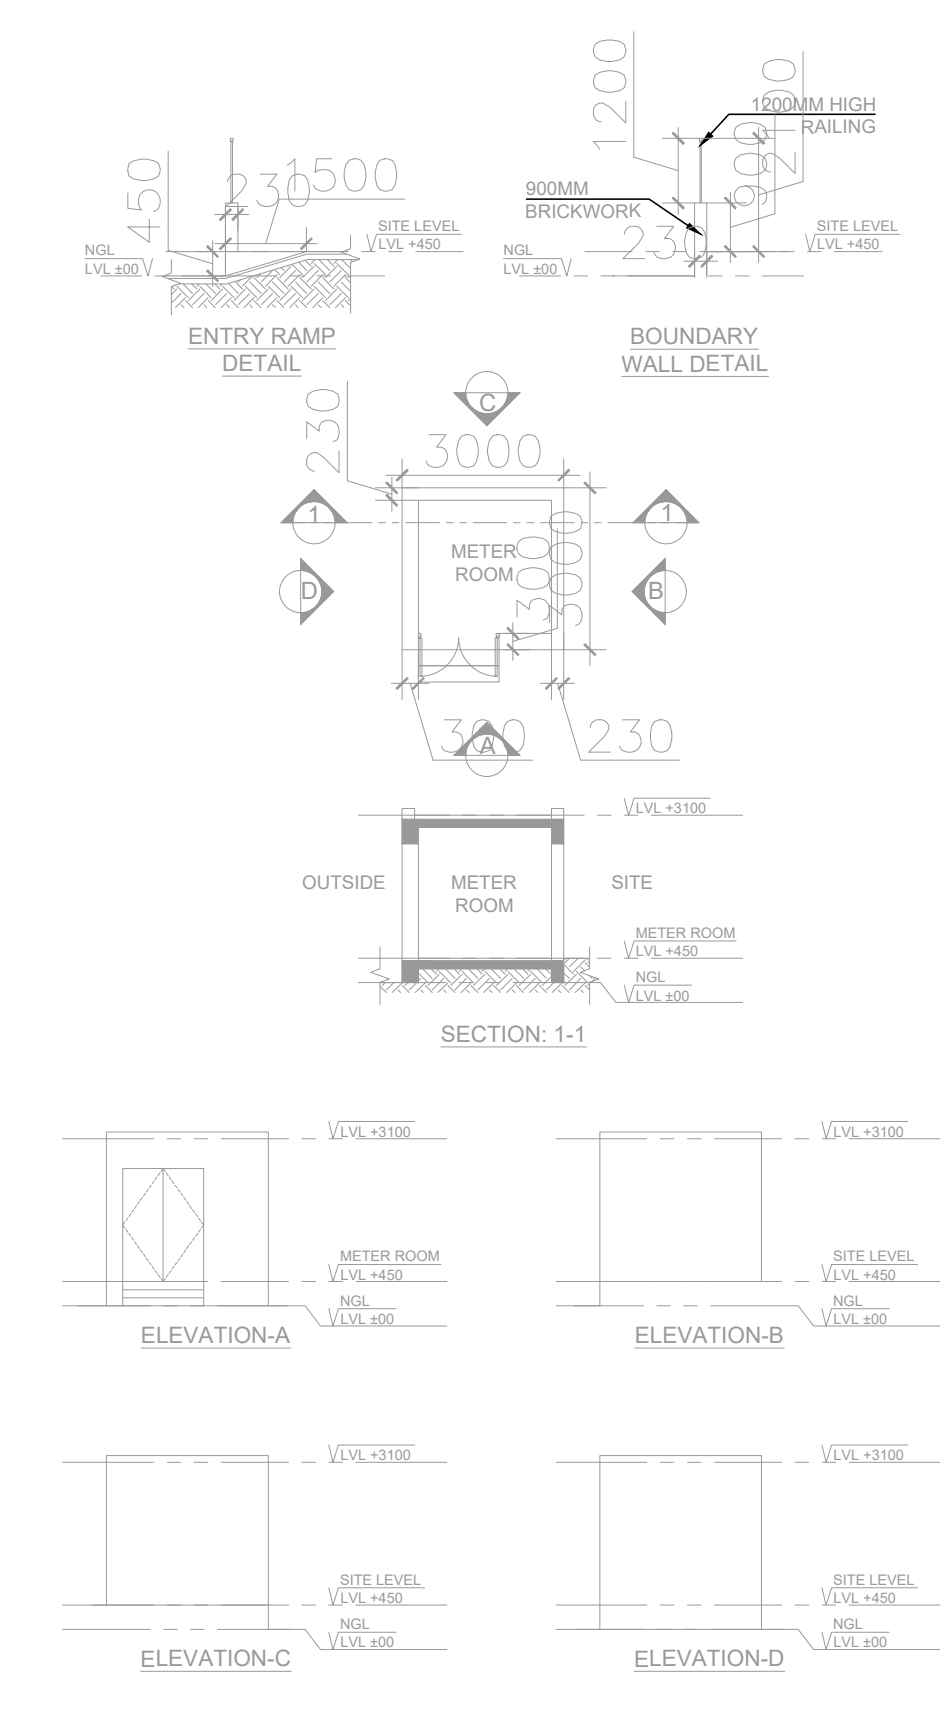 450
230
1500
SITE LEVEL
LVL +450
NGL
LVL ±00
ENTRY RAMP
DETAIL
1200
1200MM HIGH
RAILING
900
900MM
BRICKWORK
230
SITE LEVEL
LVL +450
NGL
LVL ±00
BOUNDARY
WALL DETAIL
C
230
3000
1
1
METER
ROOM
300
3000
D
B
300
A
230
LVL +3100
OUTSIDE
METER
ROOM
SITE
METER ROOM
LVL +450
NGL
LVL ±00
SECTION: 1-1
LVL +3100
METER ROOM
LVL +450
NGL
LVL ±00
ELEVATION-A
LVL +3100
SITE LEVEL
LVL +450
NGL
LVL ±00
ELEVATION-B
LVL +3100
SITE LEVEL
LVL +450
NGL
LVL ±00
ELEVATION-C
LVL +3100
SITE LEVEL
LVL +450
NGL
LVL ±00
ELEVATION-D